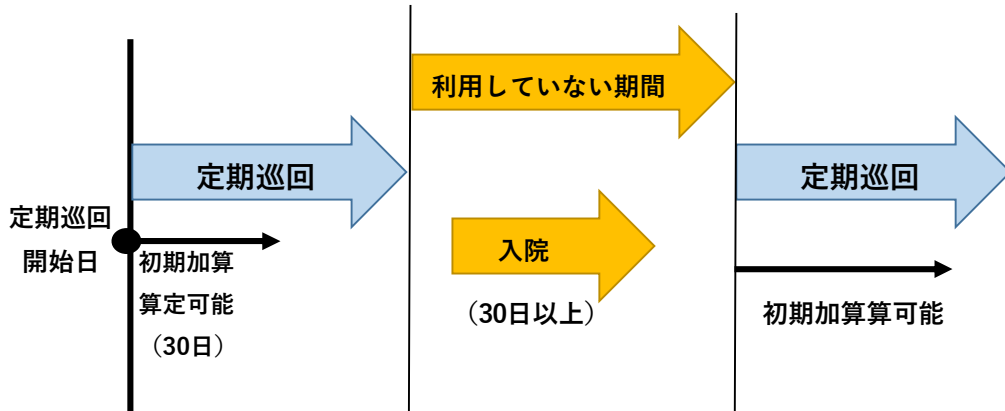 利用していない期間
定期巡回
定期巡回
定期巡回
開始日
初期加算
算定可能
（30日）
入院
（30日以上）
初期加算算可能